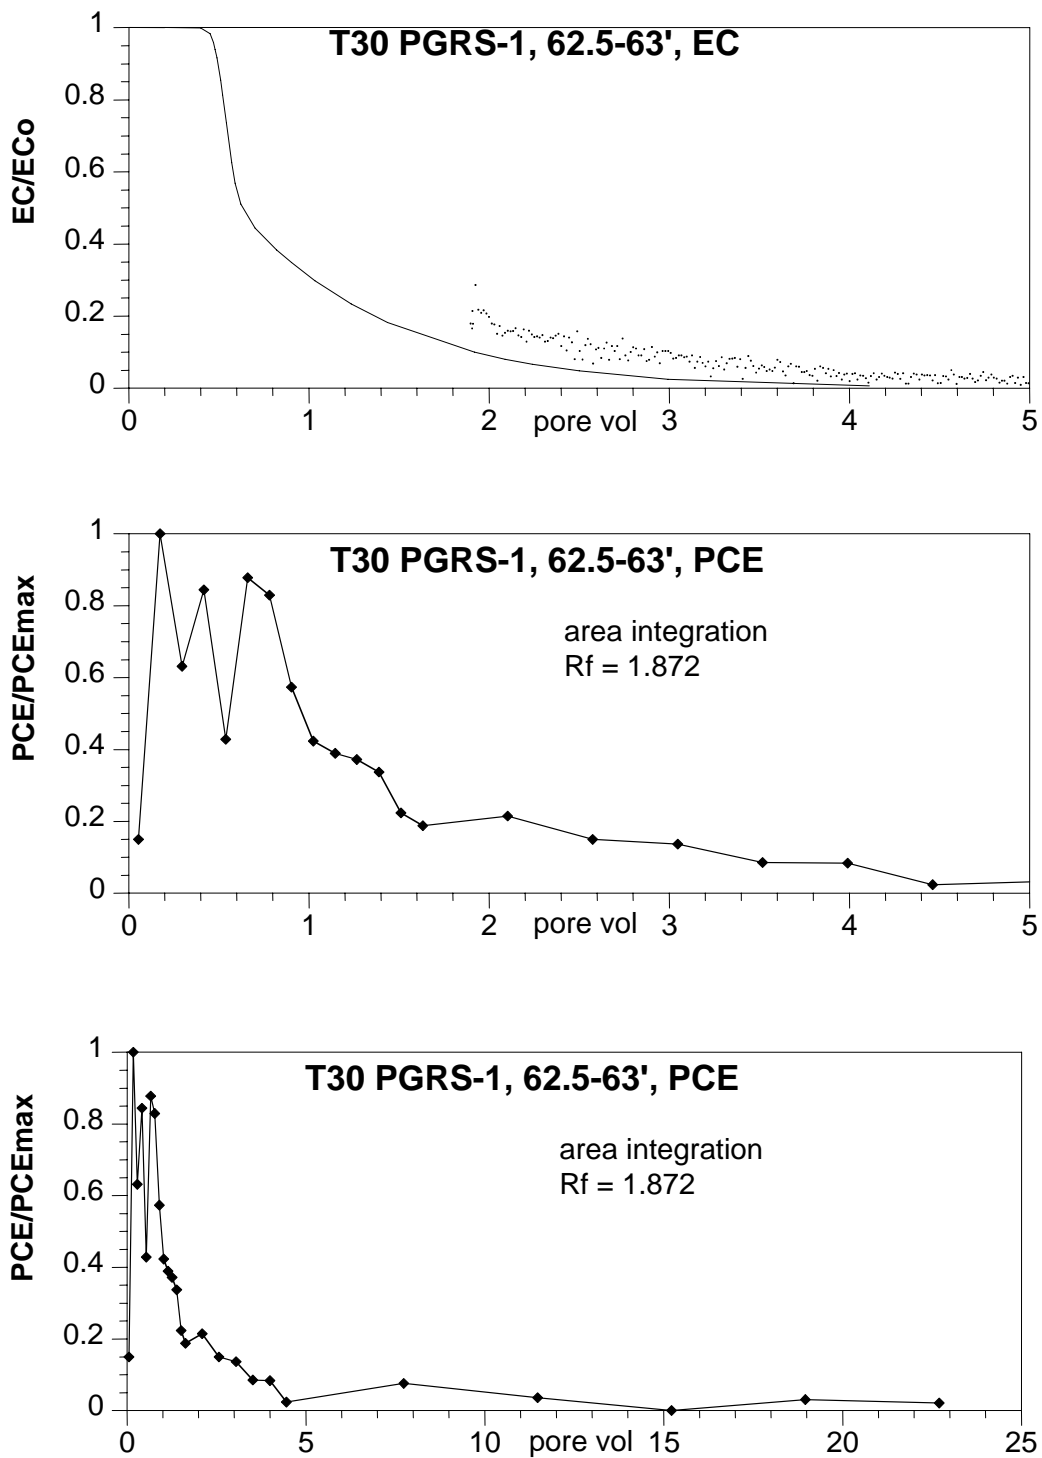 T30 PGRS-1, 62.5-63', EC
EC/ECo
1
0.8
0.6
0.4
0.2
0
0 1 2 pore vol 3 4 5
T30 PGRS-1, 62.5-63', PCE
area integration
Rf = 1.872
PCE/PCEmax
1
0.8
0.6
0.4
0.2
0
0 1 2 pore vol 3 4 5
T30 PGRS-1, 62.5-63', PCE
area integration
Rf = 1.872
PCE/PCEmax
1
0.8
0.6
0.4
0.2
0
0 5 10 pore vol 15 20 25